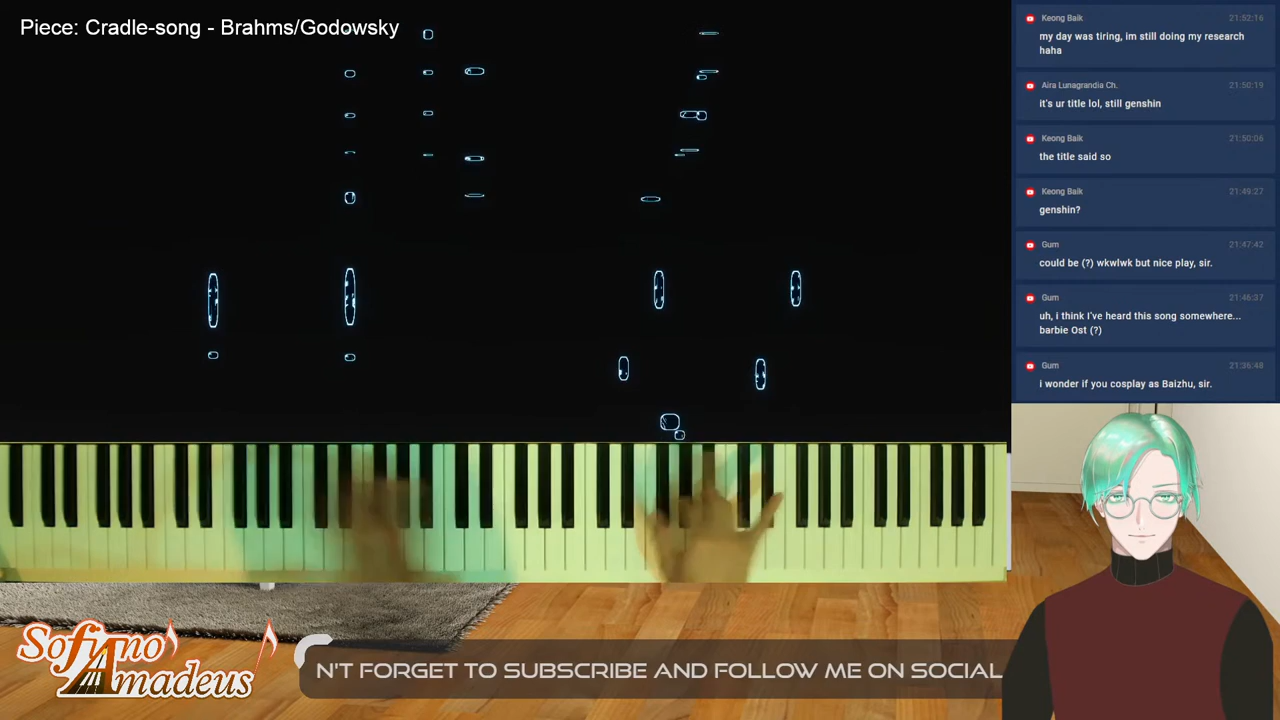 Piece: Cradle-song - Brahms/Godowsky
Keong Baik 21:52:16
my day was tiring, im still doing my research
haha
Aira Lunagrandia Ch. 21:50:19
it's ur title lol, still genshin
Keong Baik 21:50:06
the title said so
Keong Baik 21:49:27
genshin?
Gum 21:47:42
could be (?) wkwlwk but nice play, sir.
Gum 21:46:37
uh, i think I've heard this song somewhere...
barbie Ost (?)
Gum 21:36:48
i wonder if you cosplay as Baizhu, sir.
Sofiano
Amadeus
N'T FORGET TO SUBSCRIBE AND FOLLOW ME ON SOCIAL